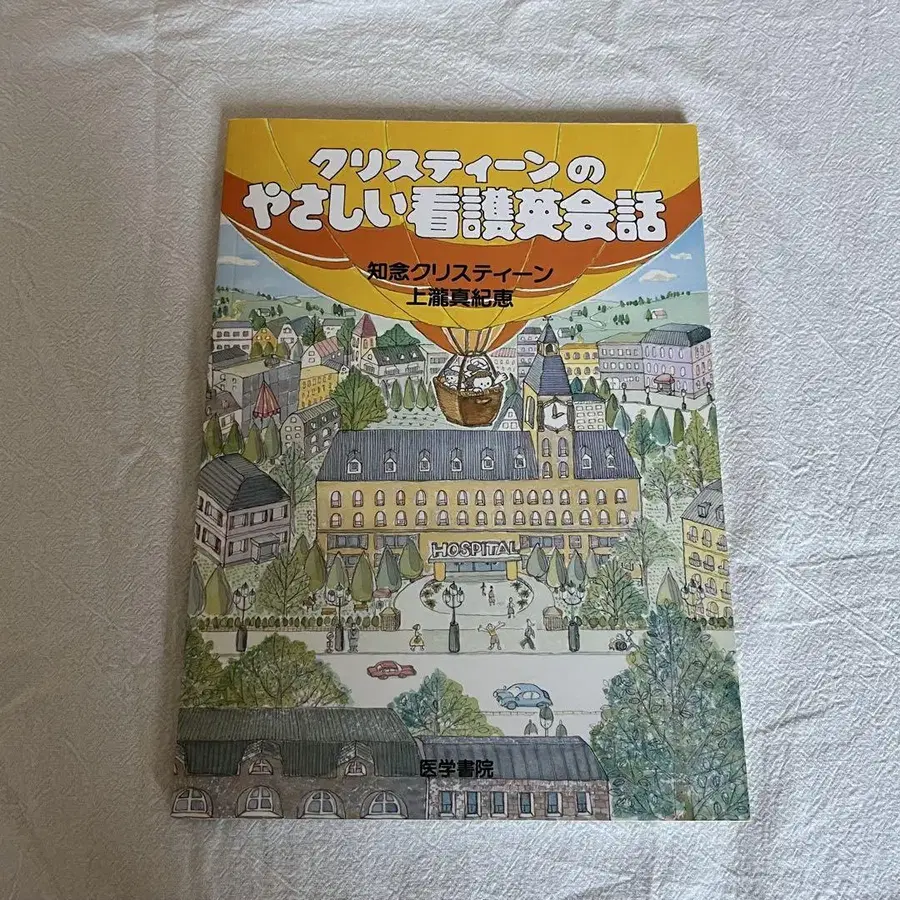 クリスティーンの
やさしい看護英会話
知念クリスティーン
上瀧真紀恵
HOSPITAL
医学書院